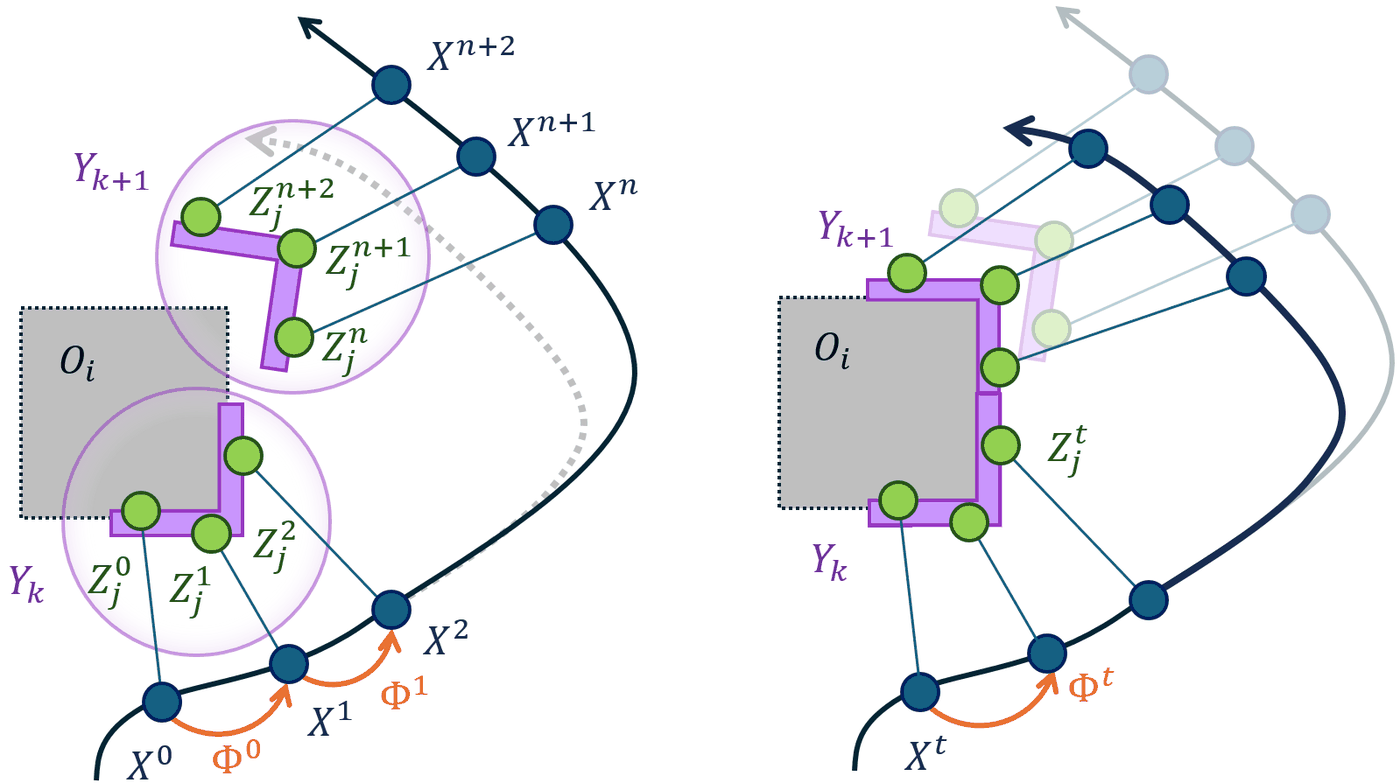 X^{n+2}
X^{n+1}
Y_{k+1}
Z_j^{n+2}
X^n
Z_j^{n+1}
Z_j^n
O_i
Z_j^2
Z_j^0
Z_j^1
Y_k
X^2
Φ^1
X^1
Φ^0
X^0
Y_{k+1}
O_i
Z_j^t
Y_k
Φ^t
X^t